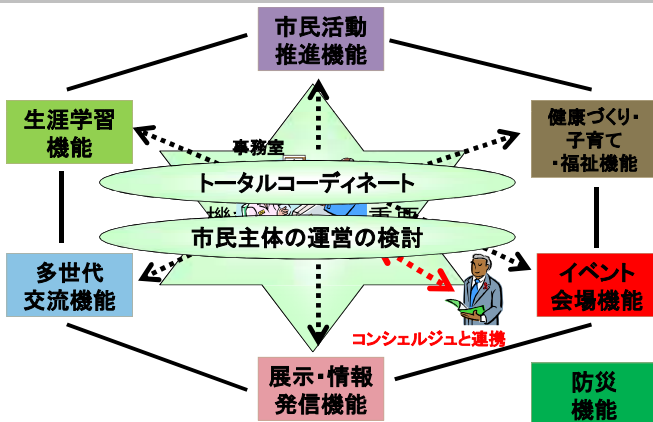 市民活動
推進機能
生涯学習
機能
健康づくり・
子育て
・福祉機能
事務室
トータルコーディネート
市民主体の運営の検討
多世代
交流機能
イベント
会場機能
コンシェルジュと連携
展示・情報
発信機能
防災
機能